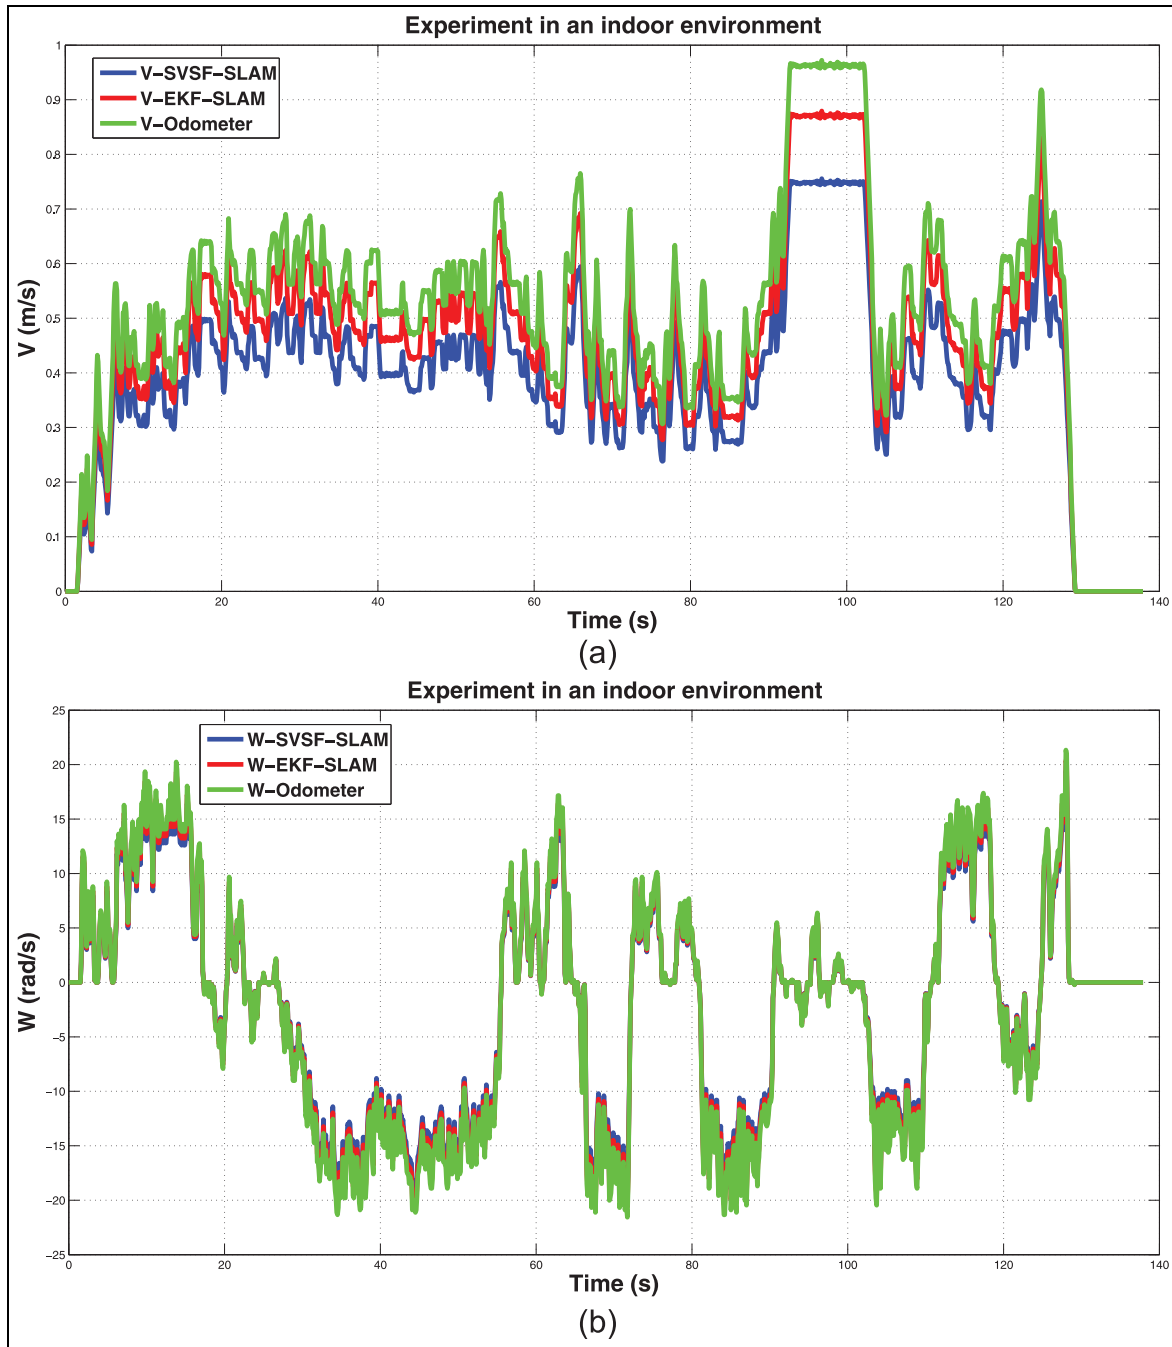 Experiment in an indoor environment
1
0.9
0.8
0.7
0.6
0.5
0.4
0.3
0.2
0.1
0
V (m/s)
V-SVSF-SLAM
V-EKF-SLAM
V-Odometer
0 20 40 60 80 100 120 140
Time (s)
(a)
Experiment in an indoor environment
25
20
15
10
5
0
-5
-10
-15
-20
-25
W (rad/s)
W-SVSF-SLAM
W-EKF-SLAM
W-Odometer
0 20 40 60 80 100 120 140
Time (s)
(b)